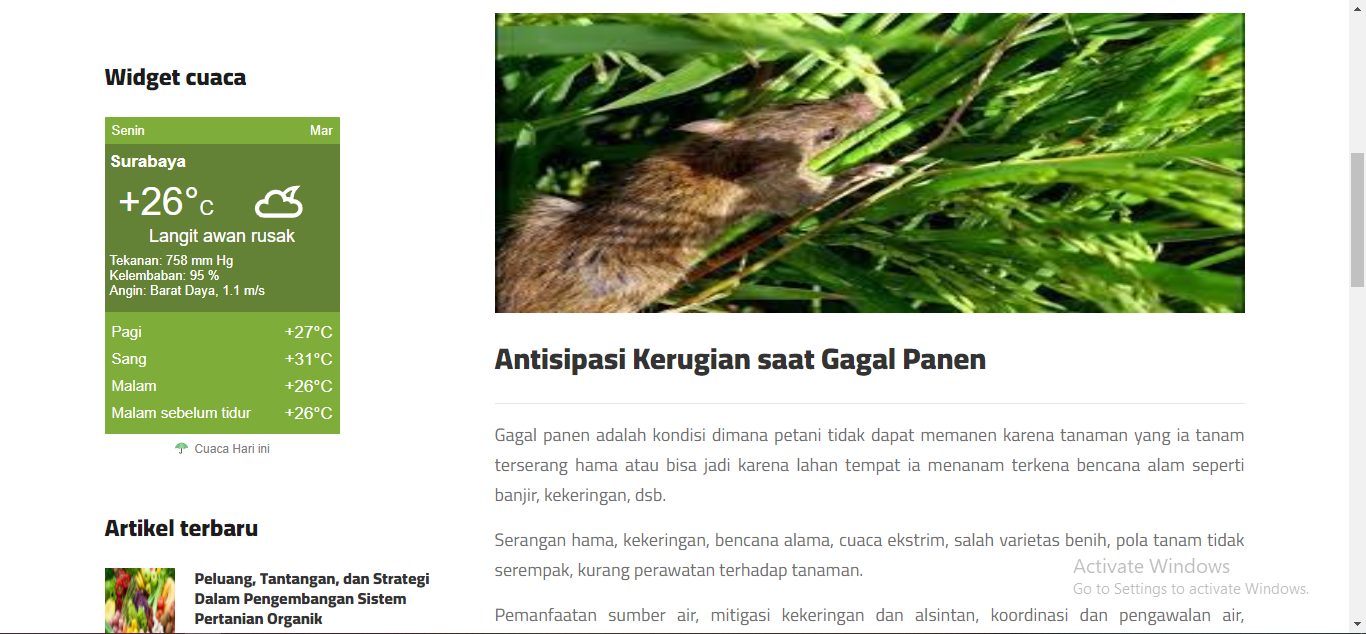 Widget cuaca
Senin Mar
Surabaya
+26°C
Langit awan rusak
Tekanan: 758 mm Hg
Kelembaban: 95 %
Angin: Barat Daya, 1.1 m/s
Pagi +27°C
Sang +31°C
Malam +26°C
Malam sebelum tidur +26°C
Cuaca Hari ini
Artikel terbaru
Peluang, Tantangan, dan Strategi
Dalam Pengembangan Sistem
Pertanian Organik
Antisipasi Kerugian saat Gagal Panen
Gagal panen adalah kondisi dimana petani tidak dapat memanen karena tanaman yang ia tanam
terserang hama atau bisa jadi karena lahan tempat ia menanam terkena bencana alam seperti
banjir, kekeringan, dsb.
Serangan hama, kekeringan, bencana alama, cuaca ekstrim, salah varietas benih, pola tanam tidak
serempak, kurang perawatan terhadap tanaman.
Pemanfaatan sumber air, mitigasi kekeringan dan alsintan, koordinasi dan pengawalan air,
Activate Windows
Go to Settings to activate Windows.